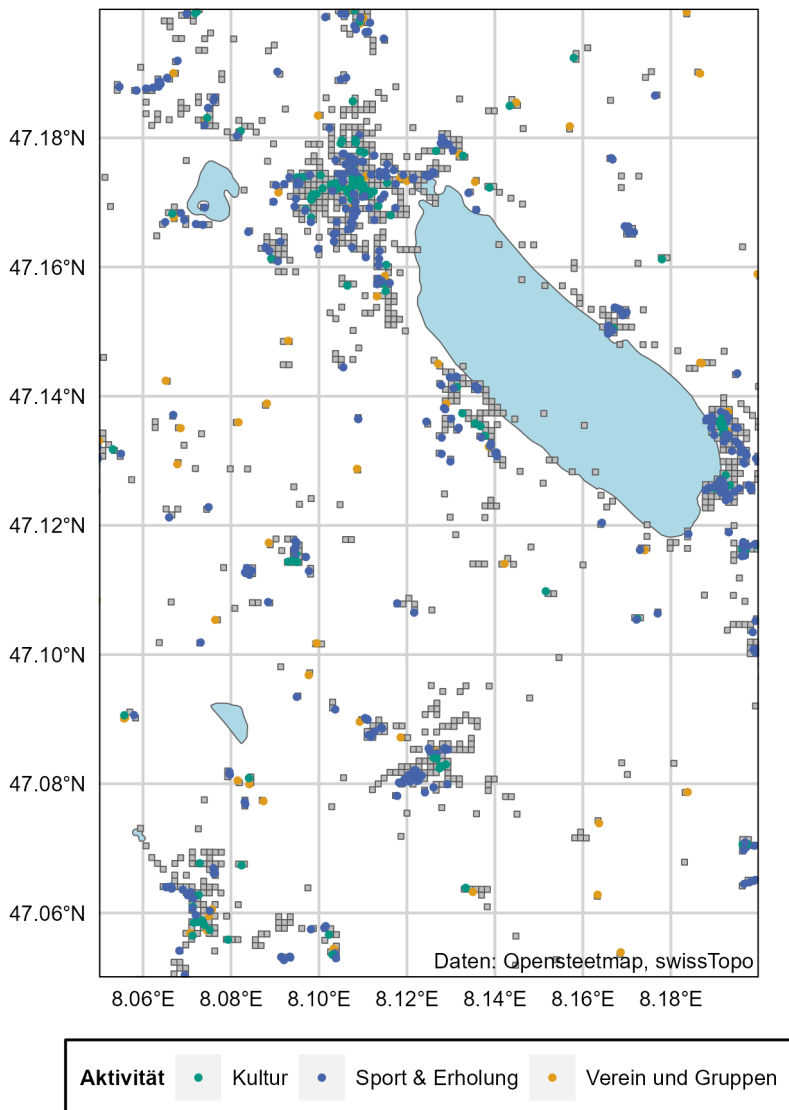 47.18°N
47.16°N
47.14°N
47.12°N
47.10°N
47.08°N
47.06°N
Daten: Opensteetmap, swissTopo
8.06°E 8.08°E 8.10°E 8.12°E 8.14°E 8.16°E 8.18°E
Aktivität Kultur Sport & Erholung Verein und Gruppen